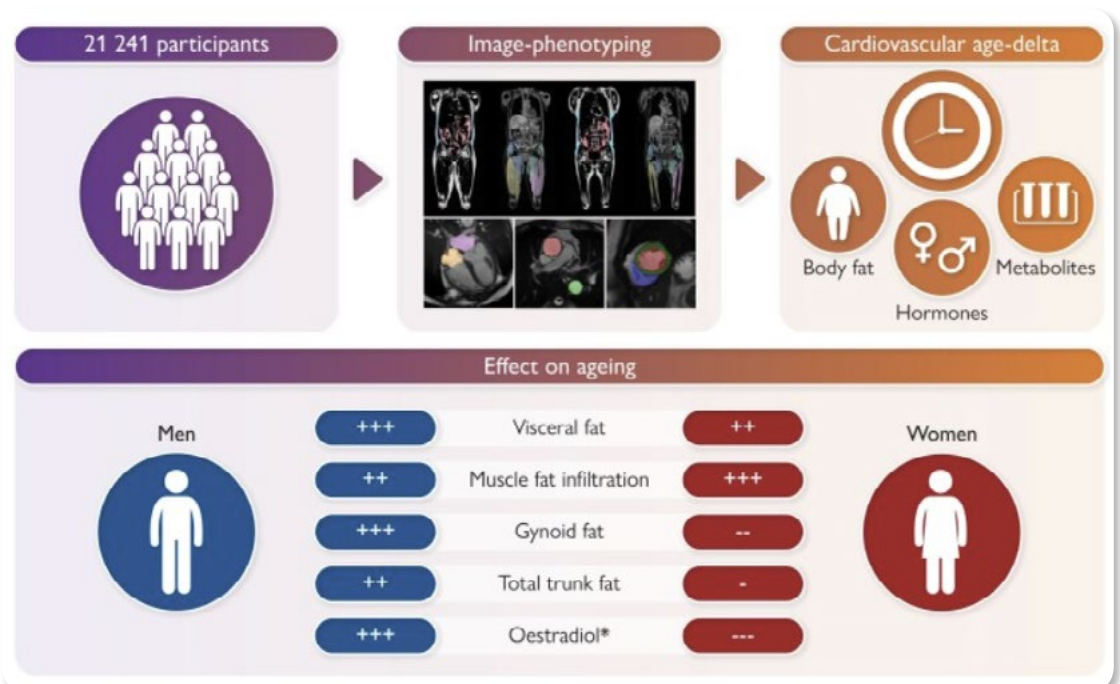 21 241 participants
Image-phenotyping
Cardiovascular age-delta
Body fat
Metabolites
Hormones
Effect on ageing
Men
Women
+++ Visceral fat ++
++ Muscle fat infiltration +++
+++ Gynoid fat --
++ Total trunk fat -
+++ Oestradiol* ---